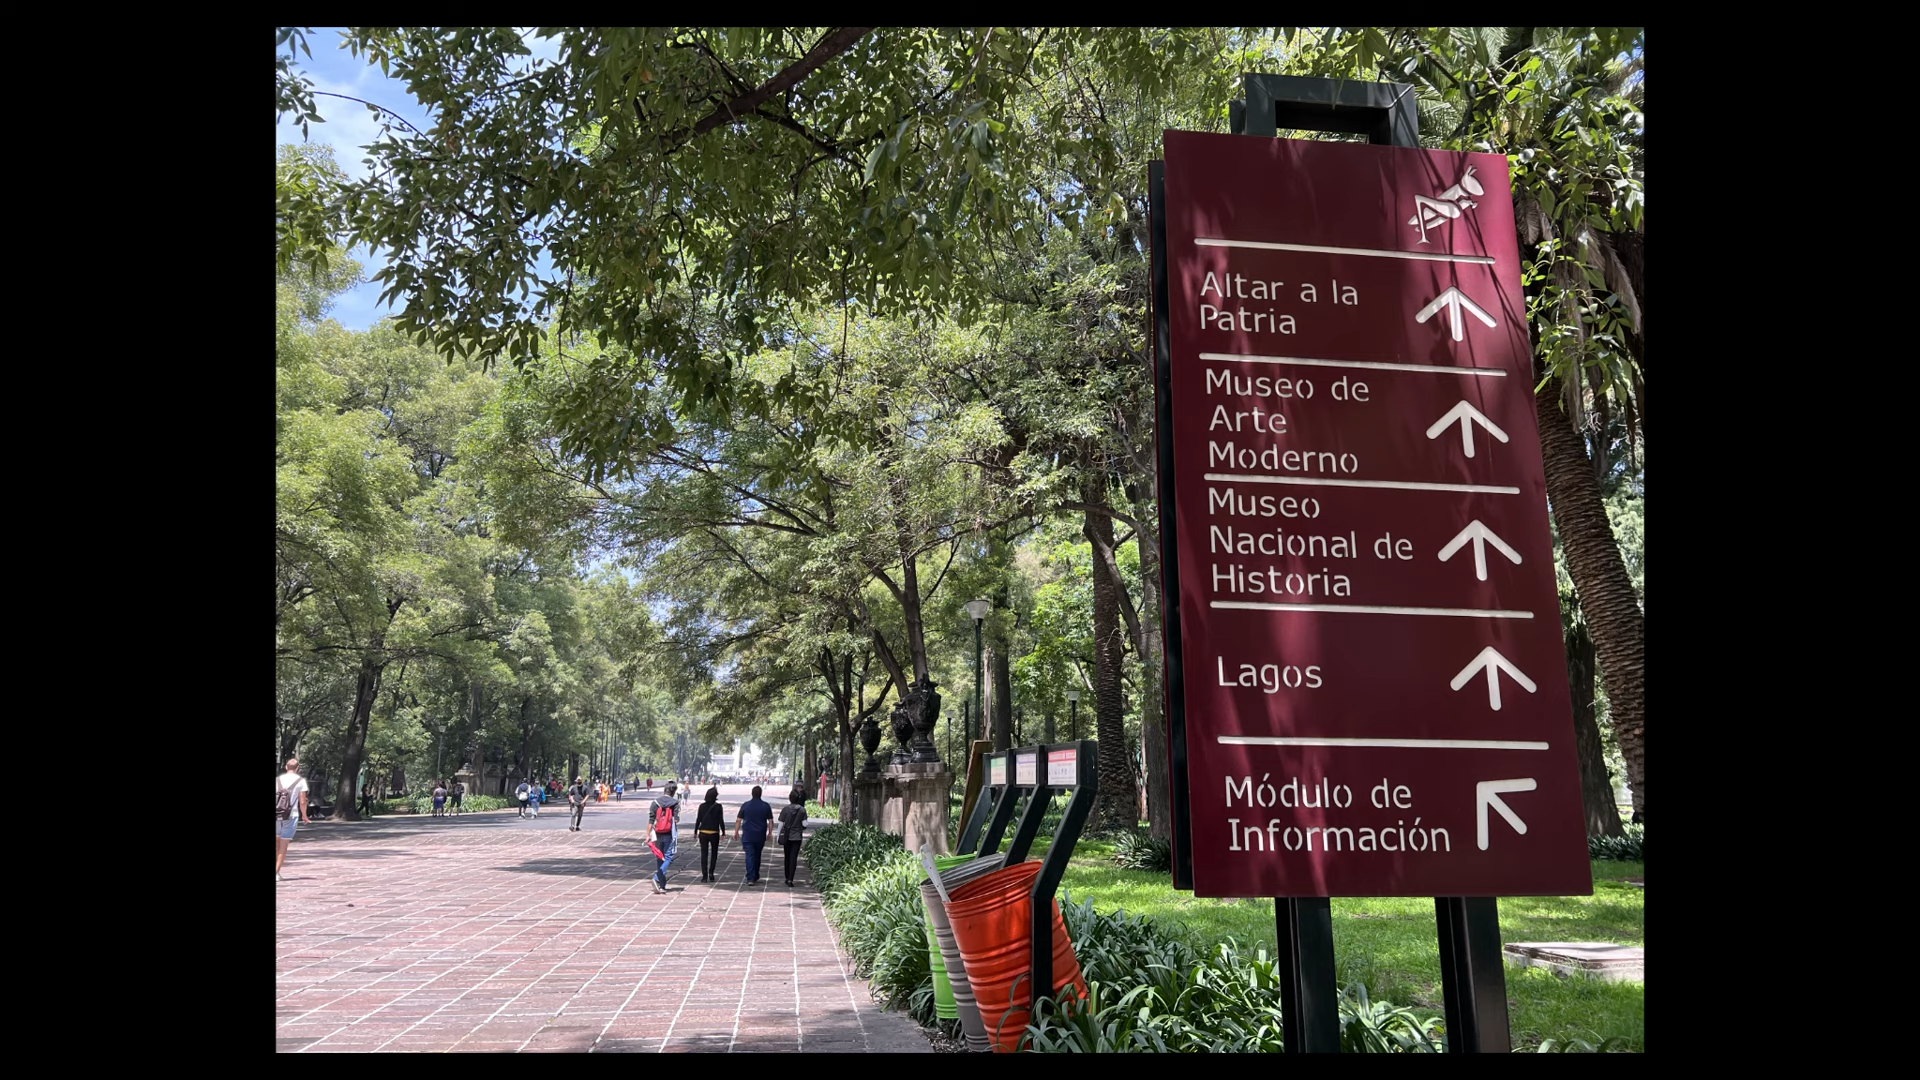 Altar a la
Patria
Museo de
Arte
Moderno
Museo
Nacional de
Historia
Lagos
Módulo de
Información